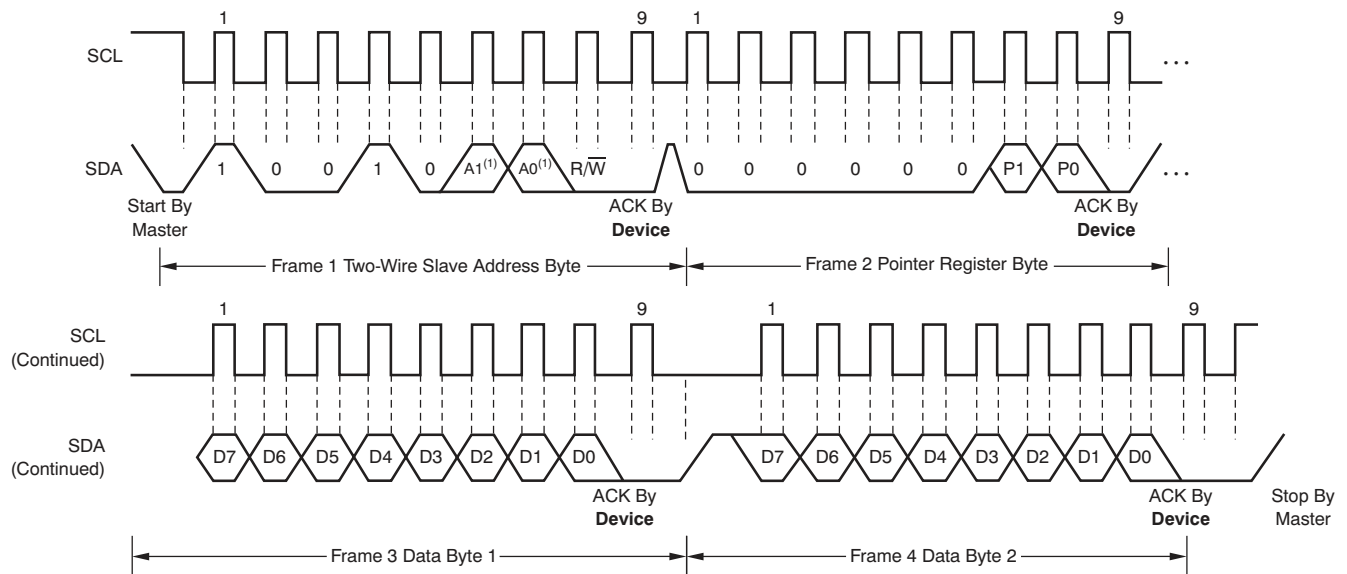 1 9 1 9
SCL
...
SDA
1 0 0 1 0 A1(1) A0(1) R/W̅ 0 0 0 0 0 0 P1 P0
...
Start By
Master
ACK By
Device
ACK By
Device
Frame 1 Two-Wire Slave Address Byte
Frame 2 Pointer Register Byte
1 9 1 9
SCL
(Continued)
SDA
(Continued)
D7 D6 D5 D4 D3 D2 D1 D0 D7 D6 D5 D4 D3 D2 D1 D0
ACK By
Device
ACK By
Device
Stop By
Master
Frame 3 Data Byte 1
Frame 4 Data Byte 2